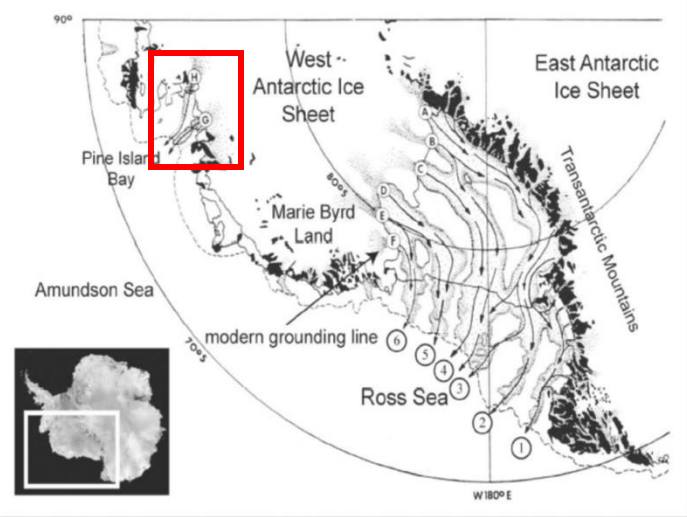 90°
West
Antarctic Ice
Sheet
East Antarctic
Ice Sheet
H
G
A
B
C
D
E
F
Pine Island
Bay
80°S
Marie Byrd
Land
Transantarctic Mountains
Amundson Sea
modern grounding line
70°S
6
5
4
3
2
1
Ross Sea
W180°E